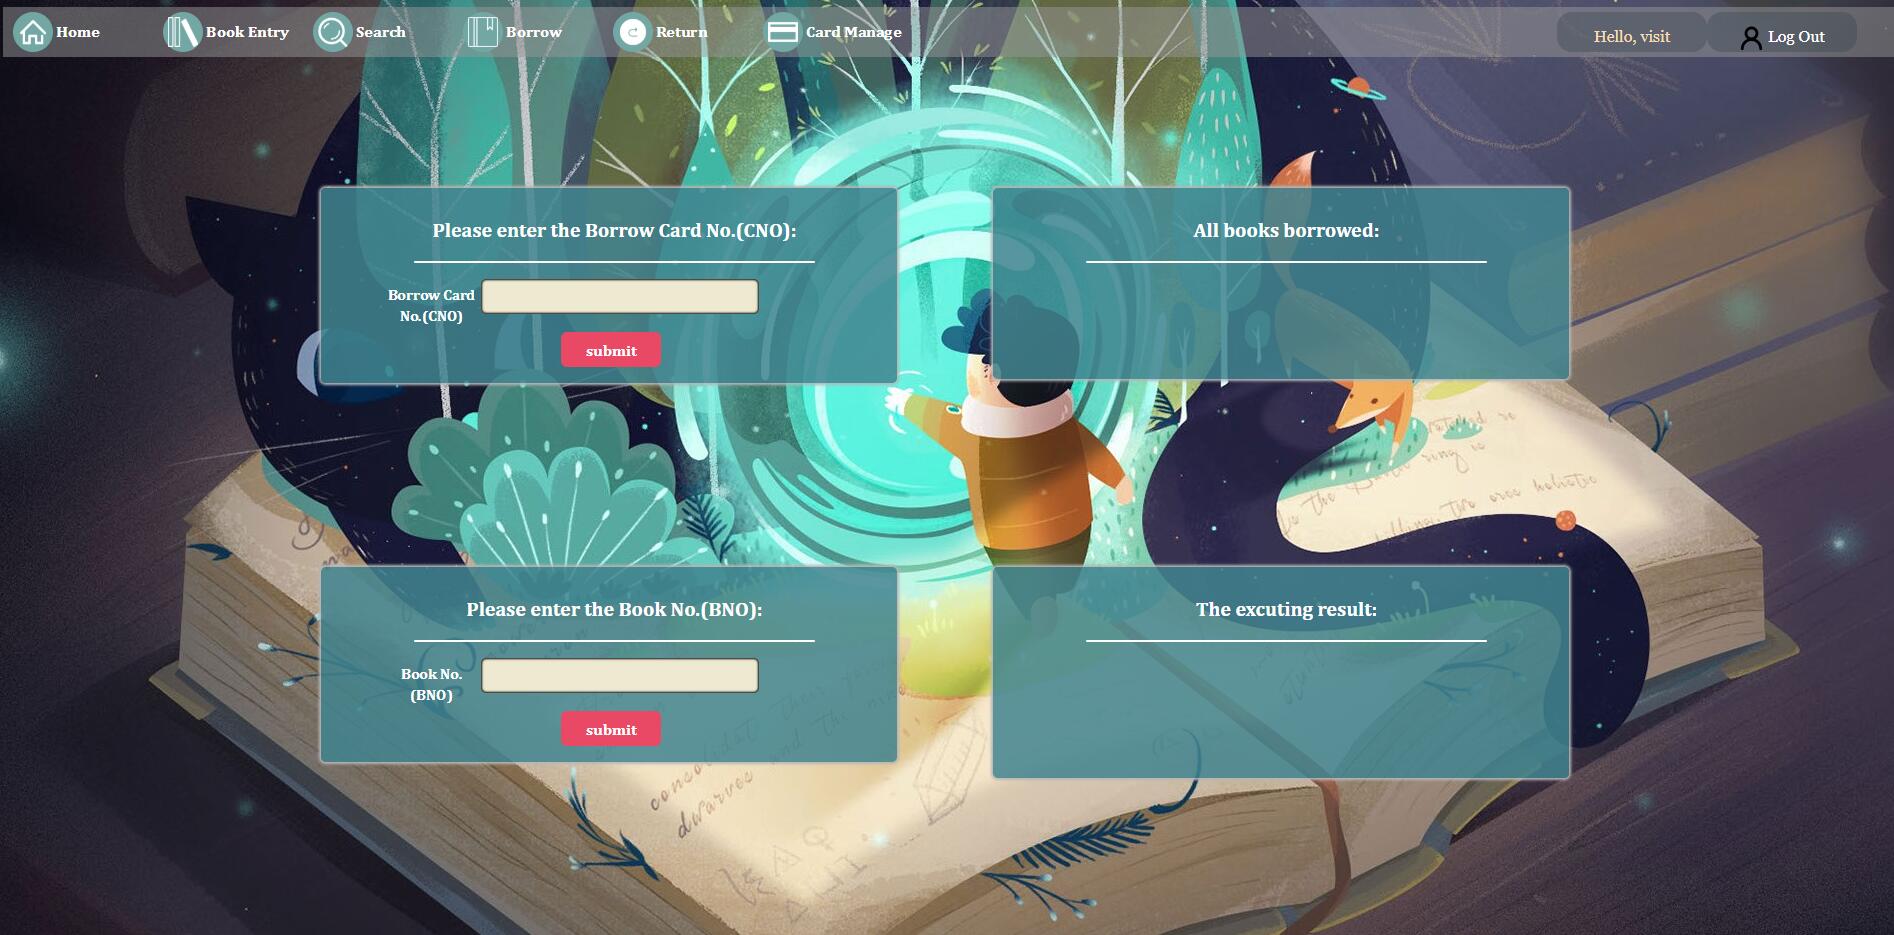 Home
Book Entry
Search
Borrow
Return
Card Manage
Hello, visit
Log Out
Please enter the Borrow Card No.(CNO):
Borrow Card
No.(CNO)
submit
All books borrowed:
Please enter the Book No.(BNO):
Book No.
(BNO)
submit
The excuting result: